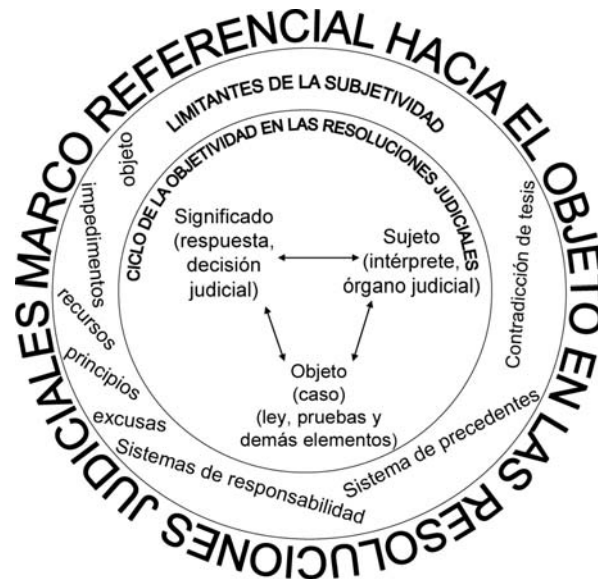 MARCO REFERENCIAL HACIA EL OBJETO EN LAS RESOLUCIONES JUDICIALES
LIMITANTES DE LA SUBJETIVIDAD
objeto
impedimentos
recursos
principios
excusas
Sistemas de responsabilidad
Sistema de precedentes
Contradicción de tesis
CICLO DE LA OBJETIVIDAD EN LAS RESOLUCIONES JUDICIALES
Significado
(respuesta,
decisión
judicial)
Sujeto
(intérprete,
órgano judicial)
Objeto
(caso)
(ley, pruebas y
demás elementos)